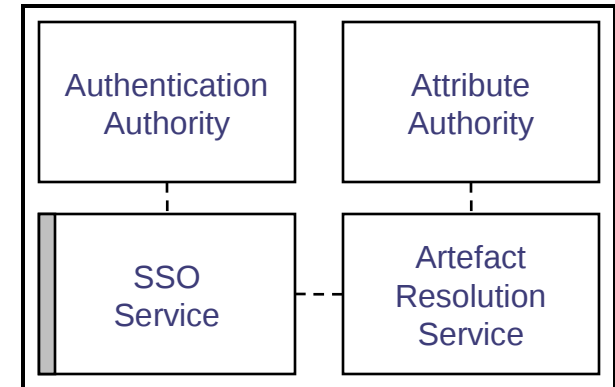 Authentication
Authority
Attribute
Authority
SSO
Service
Artefact
Resolution
Service